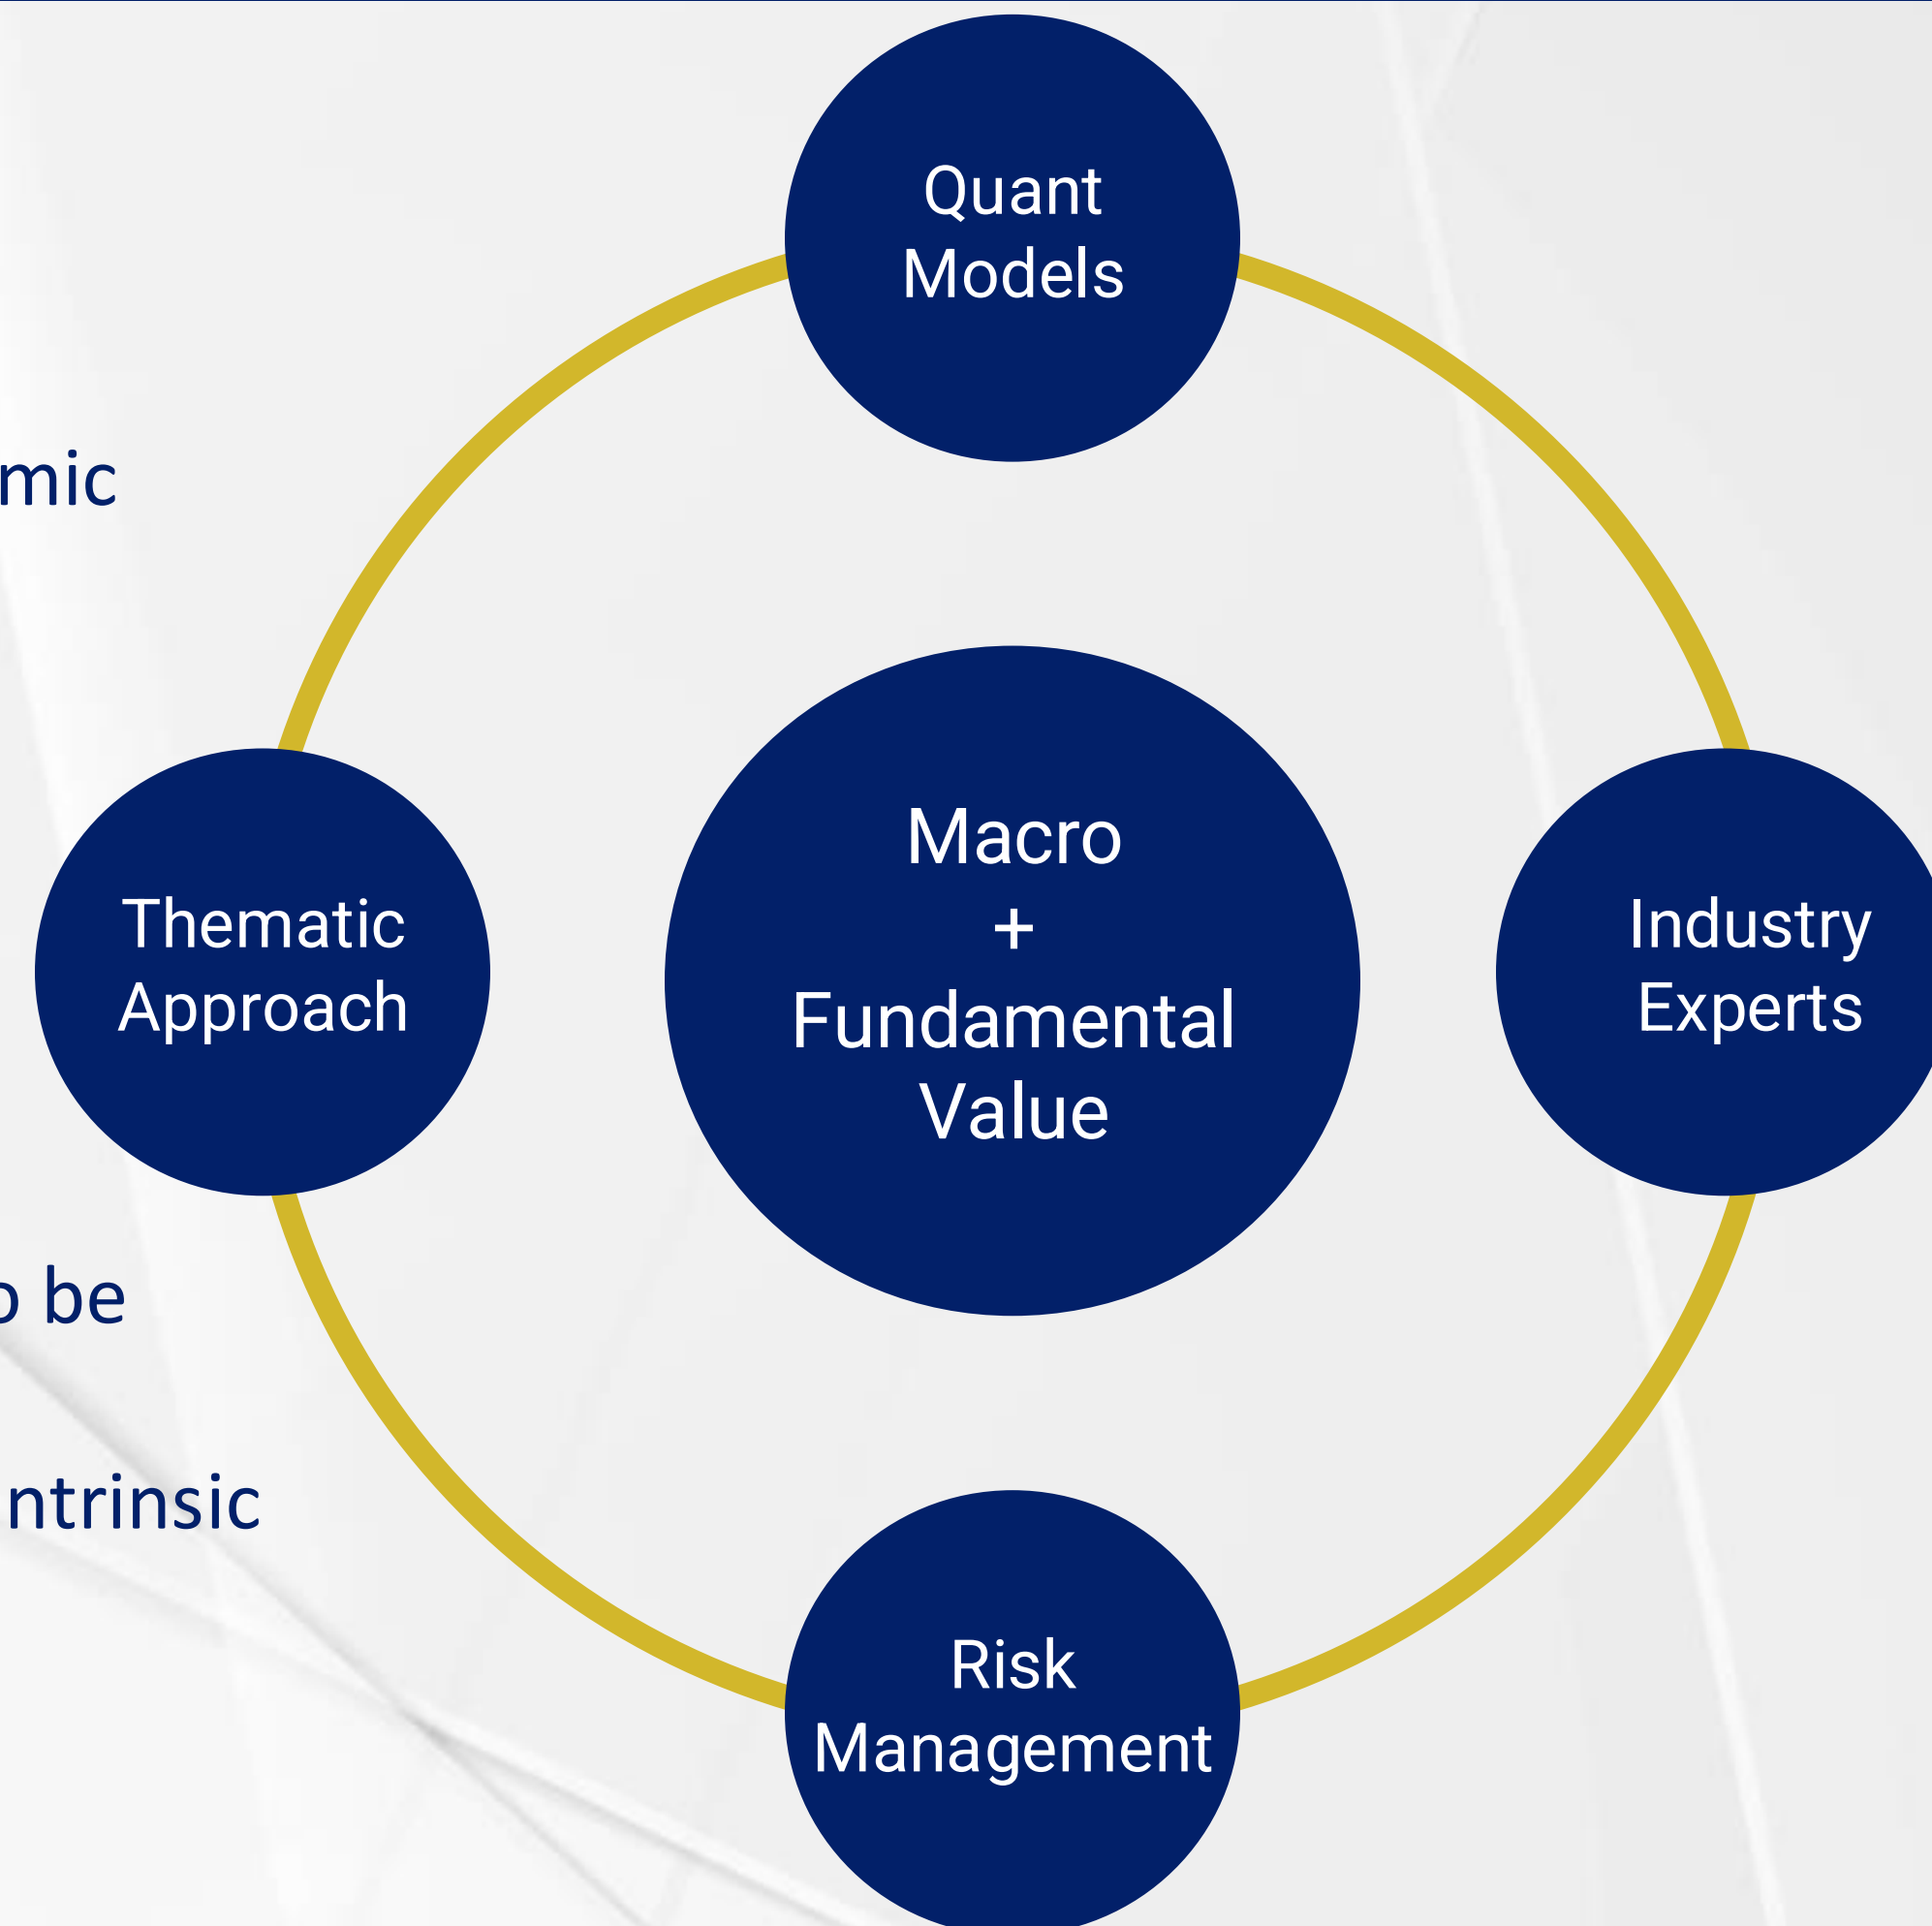 Quant
Models
mic
Thematic
Approach
Macro
+
Fundamental
Value
Industry
Experts
be
ntrinsic
Risk
Management